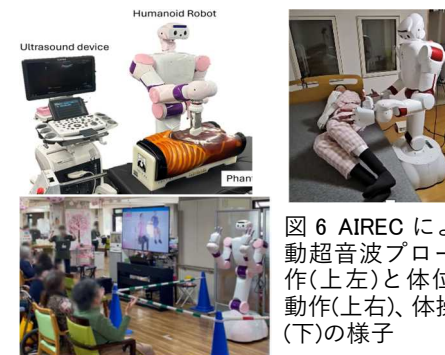 Humanoid Robot
Ultrasound device
Phan
図 6 AIREC によ
動超音波プロー
作(上左)と体位
動作(上右)、体操
(下)の様子